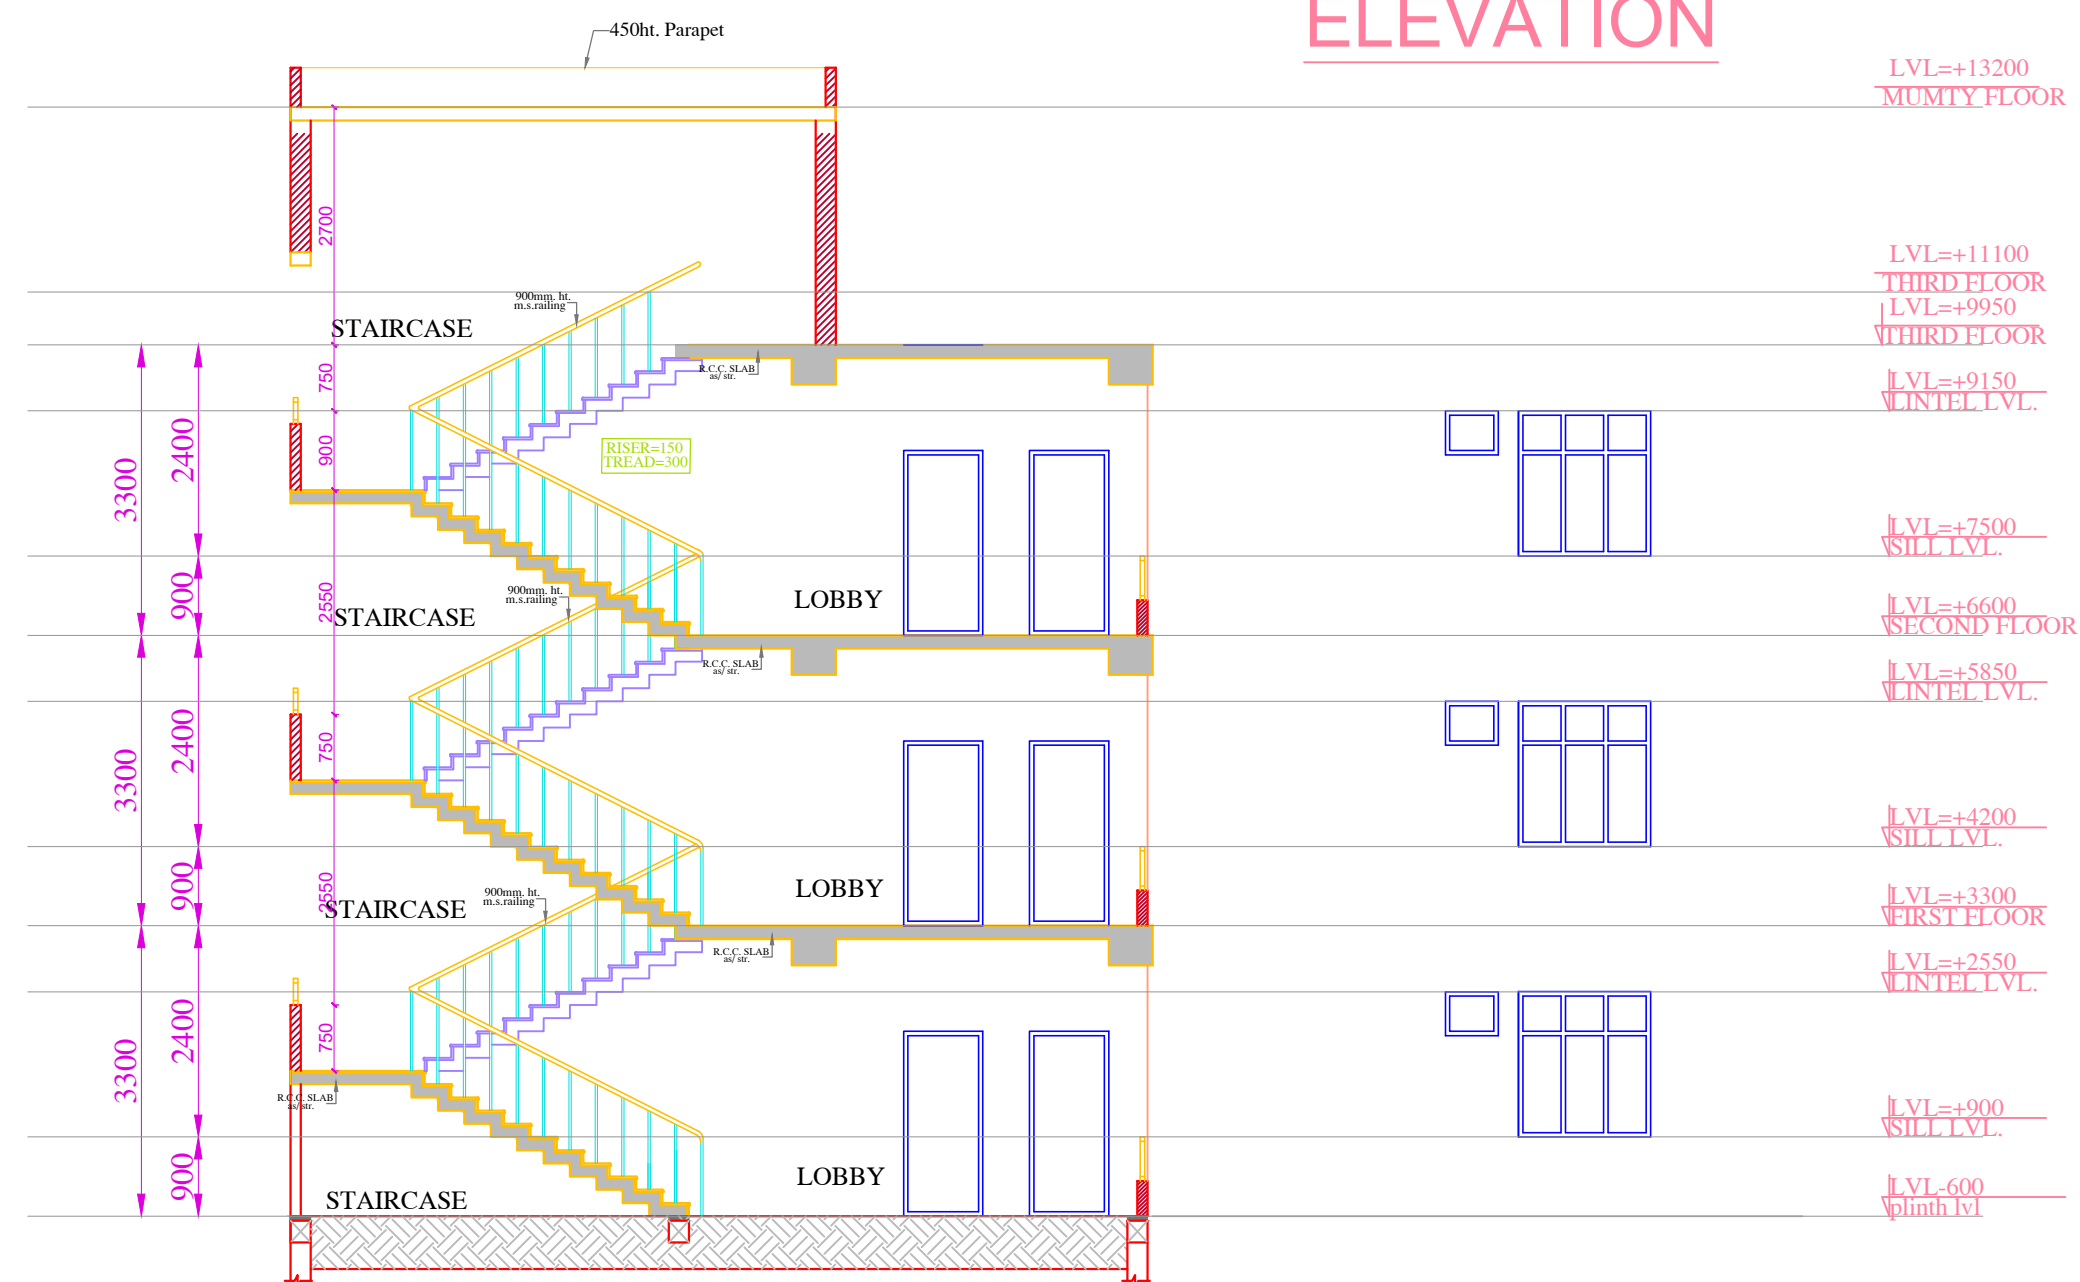 ELEVATION
450ht. Parapet
LVL=+13200
MUMTY FLOOR
2700
LVL=+11100
THIRD FLOOR
900mm. ht.
m.s.railing
STAIRCASE
LVL=+9950
THIRD FLOOR
R.C.C. SLAB
as/ str.
750
LVL=+9150
LINTEL LVL.
RISER=150
TREAD=300
900
2400
3300
LVL=+7500
SILL LVL.
900mm. ht.
m.s.railing
900
2550
STAIRCASE
LOBBY
LVL=+6600
SECOND FLOOR
R.C.C. SLAB
as/ str.
LVL=+5850
LINTEL LVL.
750
2400
3300
LVL=+4200
SILL LVL.
900mm. ht.
m.s.railing
900
2550
STAIRCASE
LOBBY
LVL=+3300
FIRST FLOOR
R.C.C. SLAB
as/ str.
LVL=+2550
LINTEL LVL.
750
2400
3300
R.C.C. SLAB
as/ str.
LVL=+900
SILL LVL.
900
STAIRCASE
LOBBY
LVL-600
plinth lvl